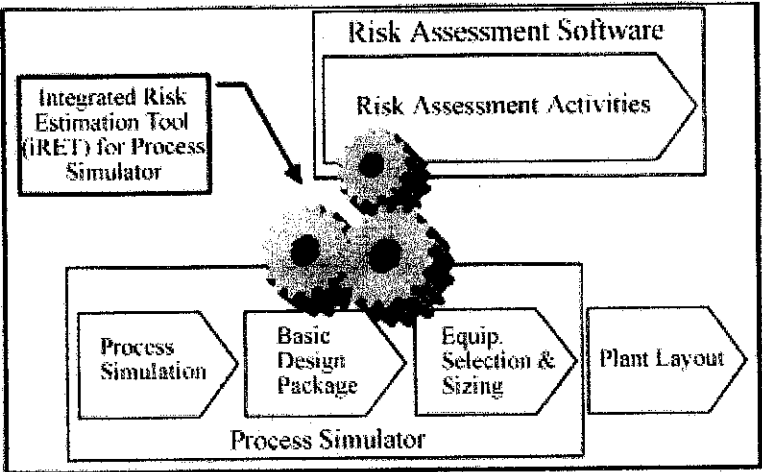 Risk Assessment Software
Risk Assessment Activities
Integrated Risk
Estimation Tool
(iRET) for Process
Simulator
Process
Simulation
Basic
Design
Package
Equip.
Selection &
Sizing
Plant Layout
Process Simulator